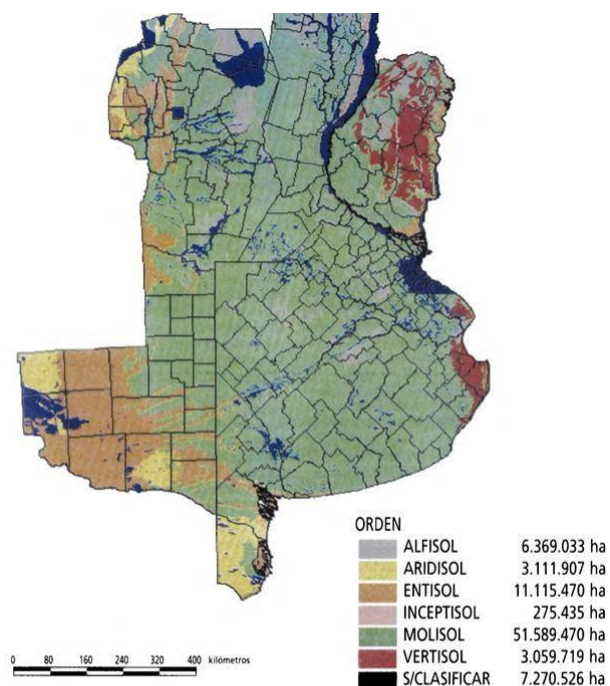 ORDEN
ALFISOL 6.369.033 ha
ARIDISOL 3.111.907 ha
ENTISOL 11.115.470 ha
INCEPTISOL 275.435 ha
MOLISOL 51.589.470 ha
VERTISOL 3.059.719 ha
S/CLASIFICAR 7.270.526 ha
0 80 160 240 320 400 kilómetros